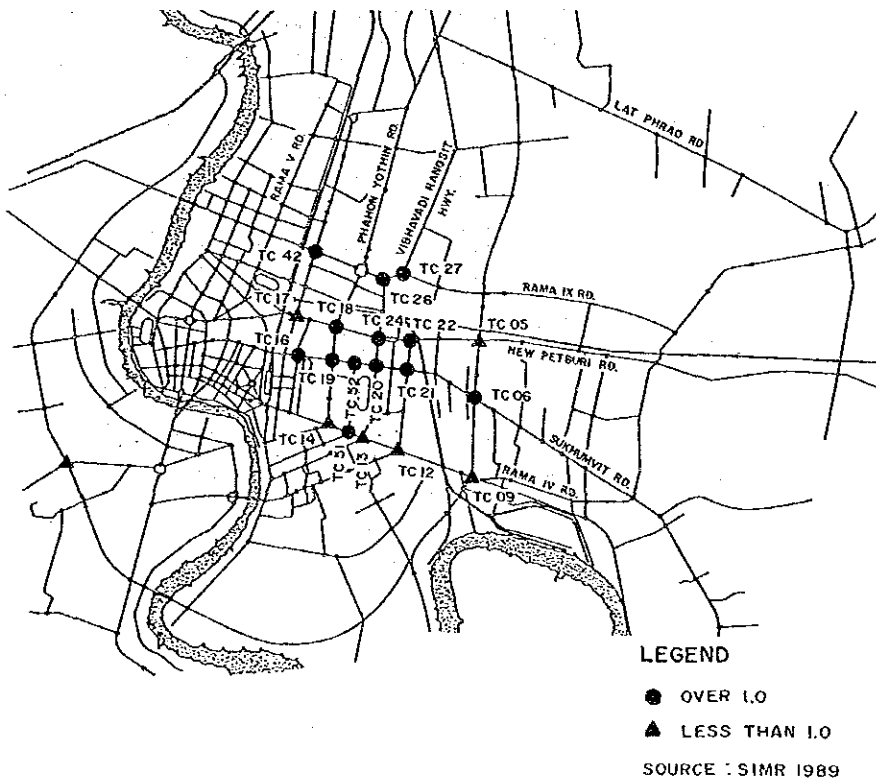 LAT PHRAO RD
RAMA V RD.
PHAHON YOTHIN RD.
VIBHAVADI RANGSIT
HWY.
TC 42
TC 27
TC 26
RAMA IX RD.
TC 17
TC 18
TC 24
TC 22
TC 05
NEW PETBURI RD.
TC 16
TC 19
TC 52
TC 20
TC 21
TC 06
SUKHUMVIT RD.
TC 14
TC 51
TC 13
TC 12
TC 09
RAMA IV RD.
LEGEND
OVER 1.0
LESS THAN 1.0
SOURCE : SIMR 1989